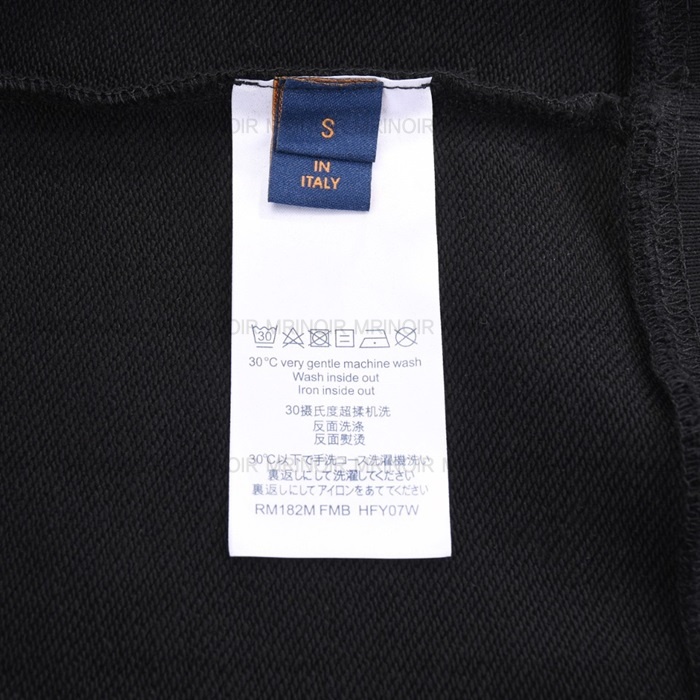 S
IN
ITALY
MRINOIR MRINOIR
30
30°C very gentle machine wash
Wash inside out
Iron inside out
30摄氏度超揉机洗
反面洗涤
反面熨烫
30℃以下で手洗コース洗濯機洗い
裏返しにして洗濯してください
裏返しにしてアイロンをあててください
RM182M FMB HFY07W